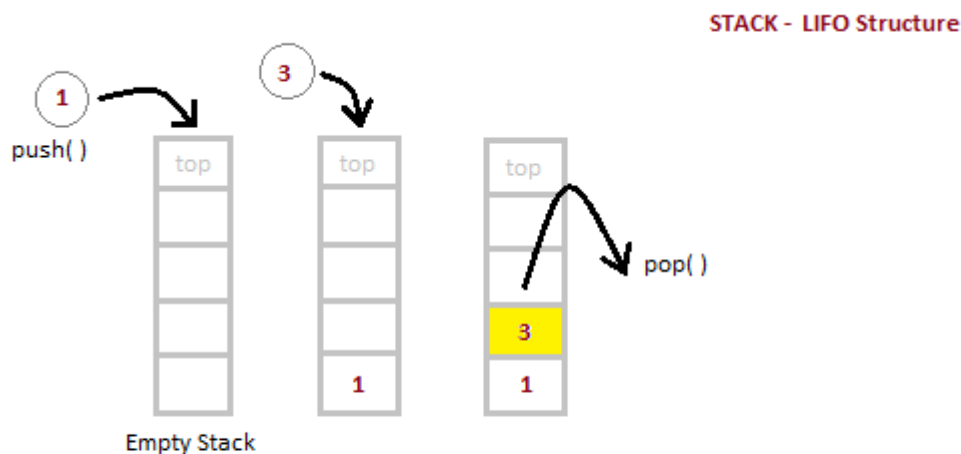 STACK - LIFO Structure
1
3
push( )
top
top
top
pop( )
3
1
1
Empty Stack